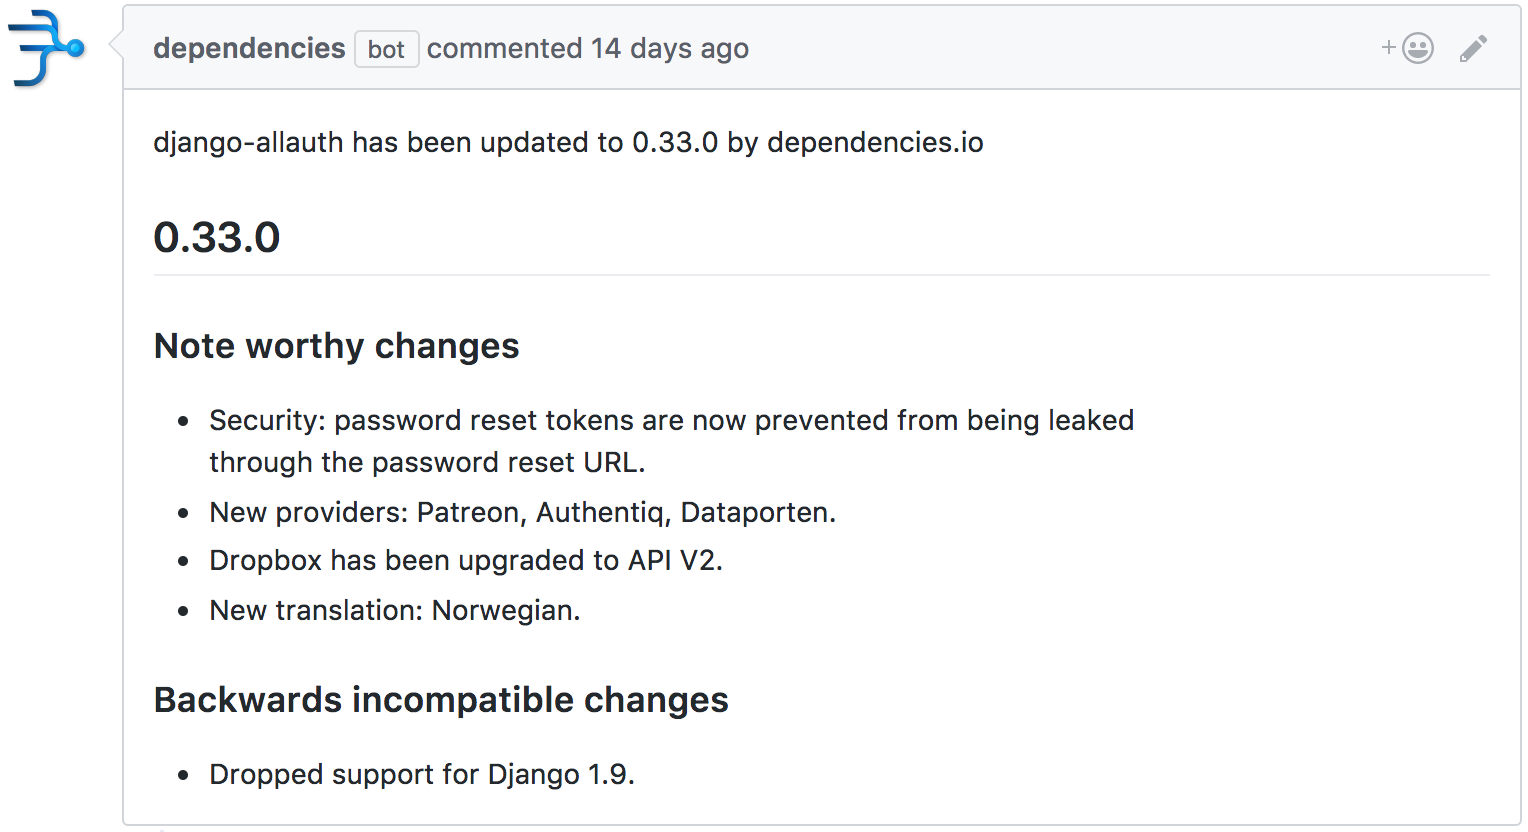 dependencies bot commented 14 days ago
django-allauth has been updated to 0.33.0 by dependencies.io
0.33.0
Note worthy changes
• Security: password reset tokens are now prevented from being leaked
through the password reset URL.
• New providers: Patreon, Authentiq, Dataporten.
• Dropbox has been upgraded to API V2.
• New translation: Norwegian.
Backwards incompatible changes
• Dropped support for Django 1.9.